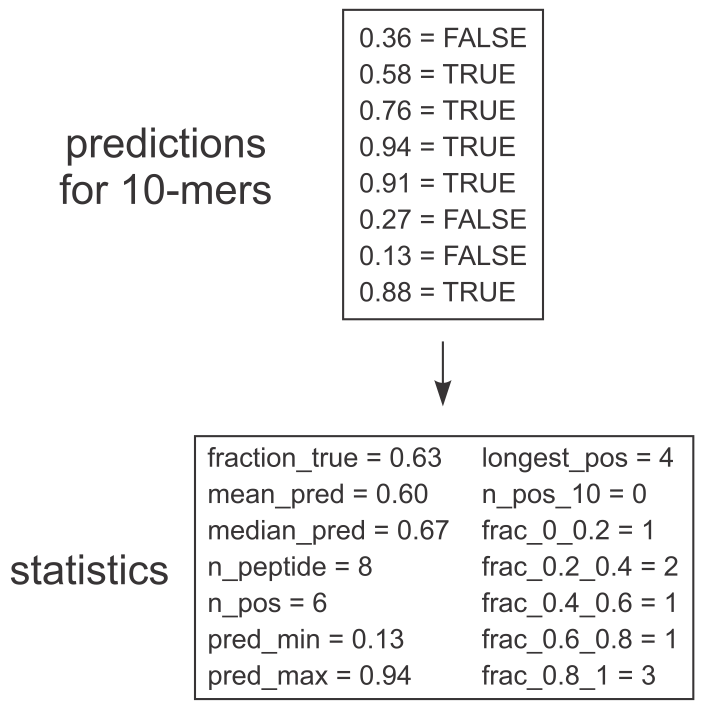 predictions
for 10-mers
0.36 = FALSE
0.58 = TRUE
0.76 = TRUE
0.94 = TRUE
0.91 = TRUE
0.27 = FALSE
0.13 = FALSE
0.88 = TRUE
statistics
fraction_true = 0.63
mean_pred = 0.60
median_pred = 0.67
n_peptide = 8
n_pos = 6
pred_min = 0.13
pred_max = 0.94
longest_pos = 4
n_pos_10 = 0
frac_0_0.2 = 1
frac_0.2_0.4 = 2
frac_0.4_0.6 = 1
frac_0.6_0.8 = 1
frac_0.8_1 = 3